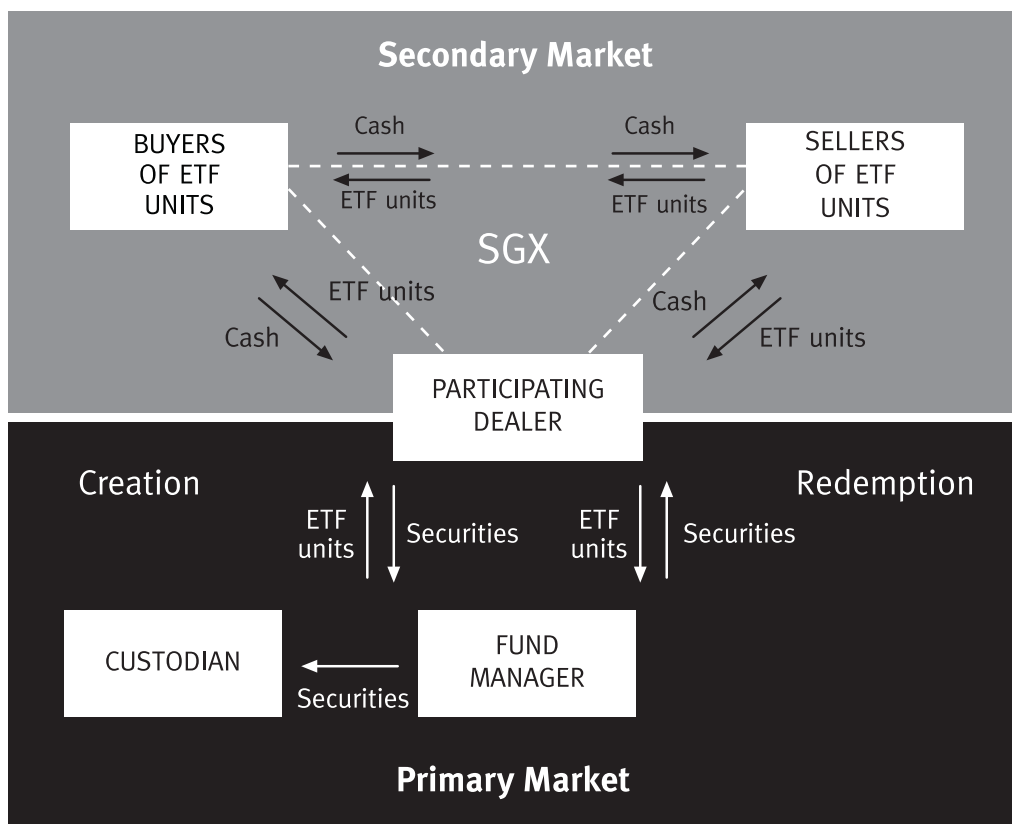 Secondary Market
BUYERS
OF ETF
UNITS
Cash
ETF units
Cash
ETF units
SELLERS
OF ETF
UNITS
SGX
ETF units
Cash
Cash
ETF units
PARTICIPATING
DEALER
Creation
Redemption
ETF
units
Securities
ETF
units
Securities
CUSTODIAN
Securities
FUND
MANAGER
Primary Market